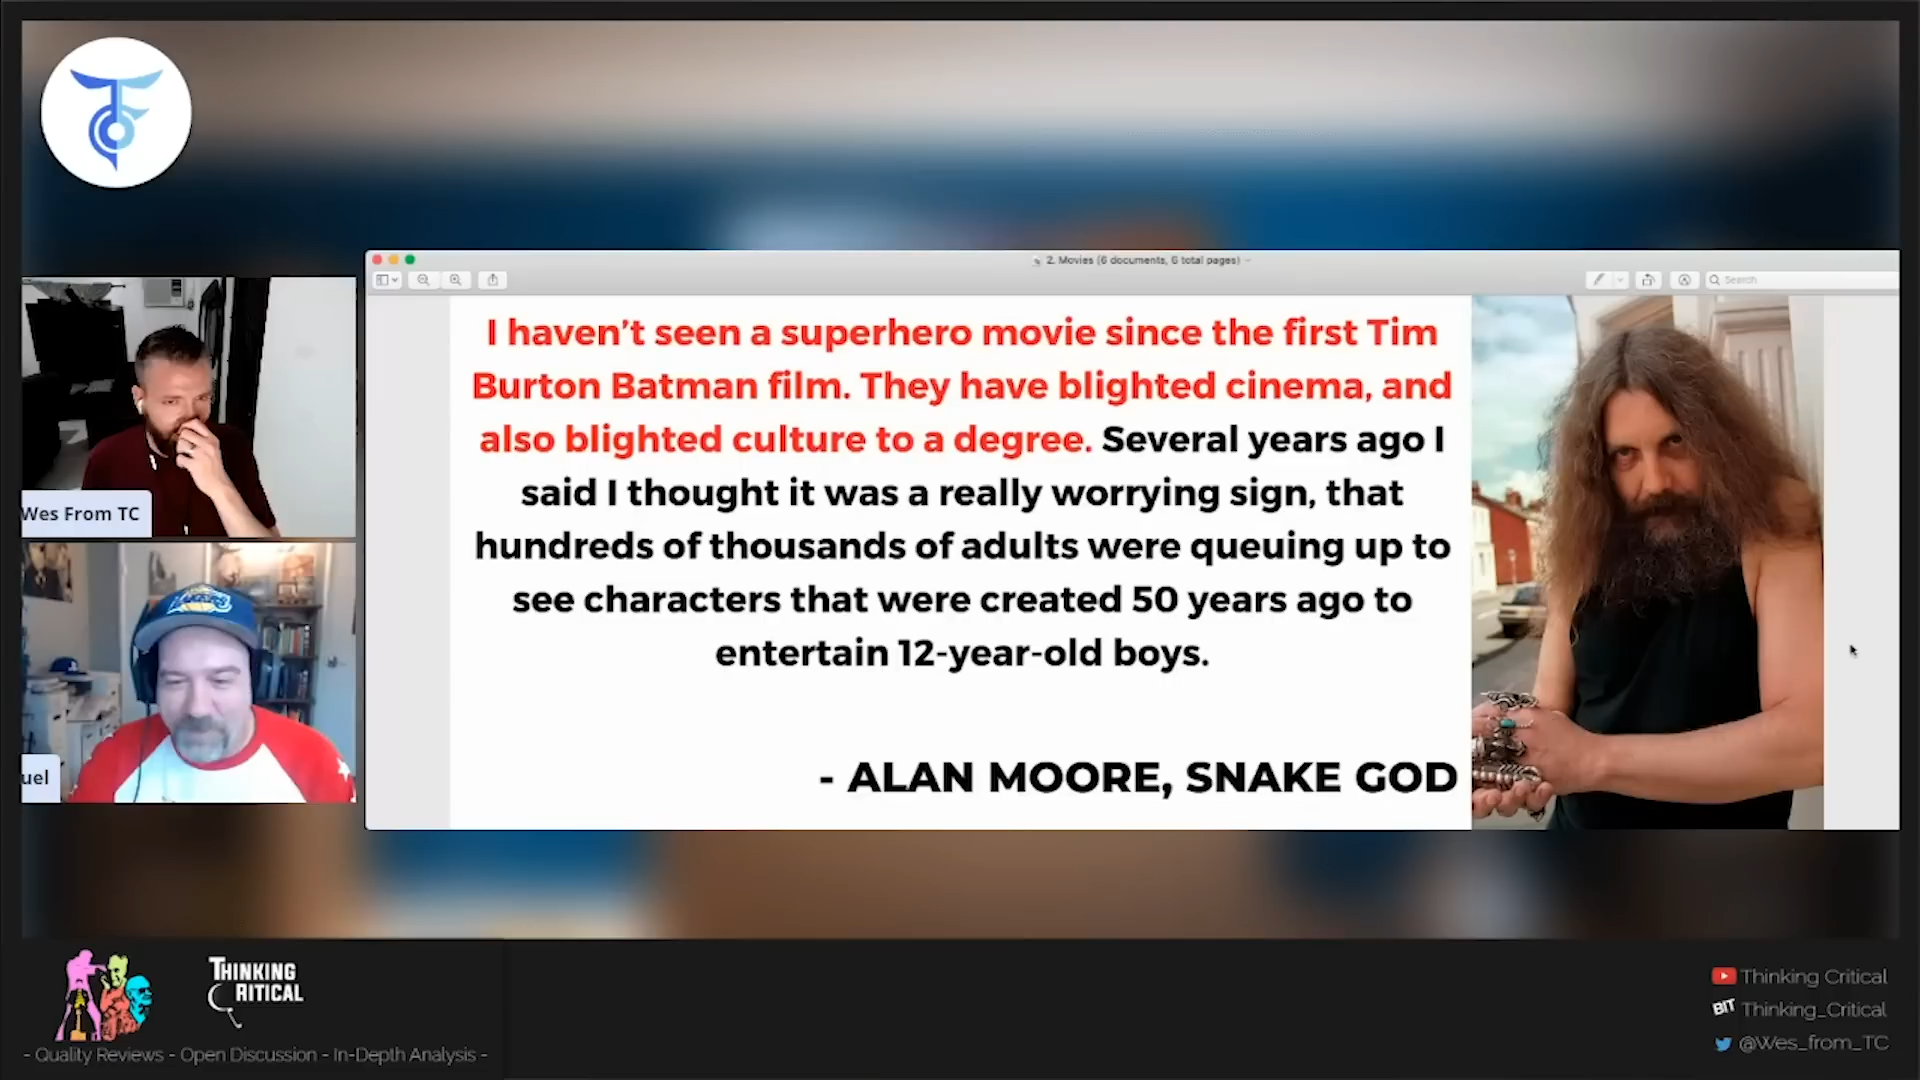 2. Movies (6 documents, 6 total pages)
Search
I haven't seen a superhero movie since the first Tim
Burton Batman film. They have blighted cinema, and
also blighted culture to a degree. Several years ago I
said I thought it was a really worrying sign, that
hundreds of thousands of adults were queuing up to
see characters that were created 50 years ago to
entertain 12-year-old boys.
- ALAN MOORE, SNAKE GOD
Wes From TC
uel
THINKING
CRITICAL
- Quality Reviews - Open Discussion - In-Depth Analysis -
Thinking Critical
BIT Thinking_Critical
@Wes_from_TC